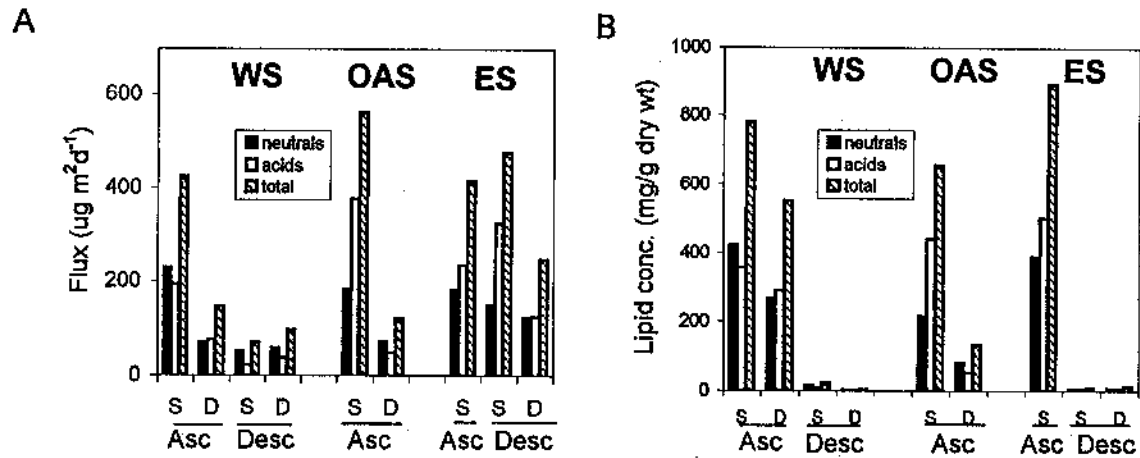 A
WS OAS ES
600
400
200
0
Flux (ug m²d⁻¹)
neutrals
acids
total
S D S D S D S S D
Asc Desc Asc Asc Desc
B
WS OAS ES
1000
800
600
400
200
0
Lipid conc. (mg/g dry wt)
neutrals
acids
total
S D S D S D S S D
Asc Desc Asc Asc Desc